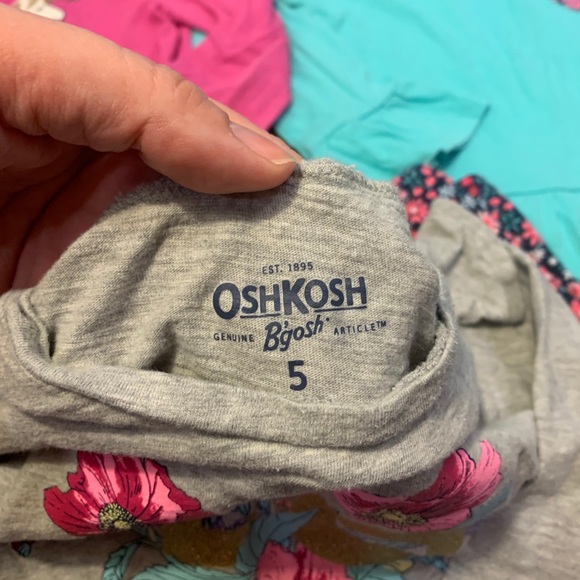 EST. 1895
OSHKOSH
GENUINE B'gosh ARTICLE™
5